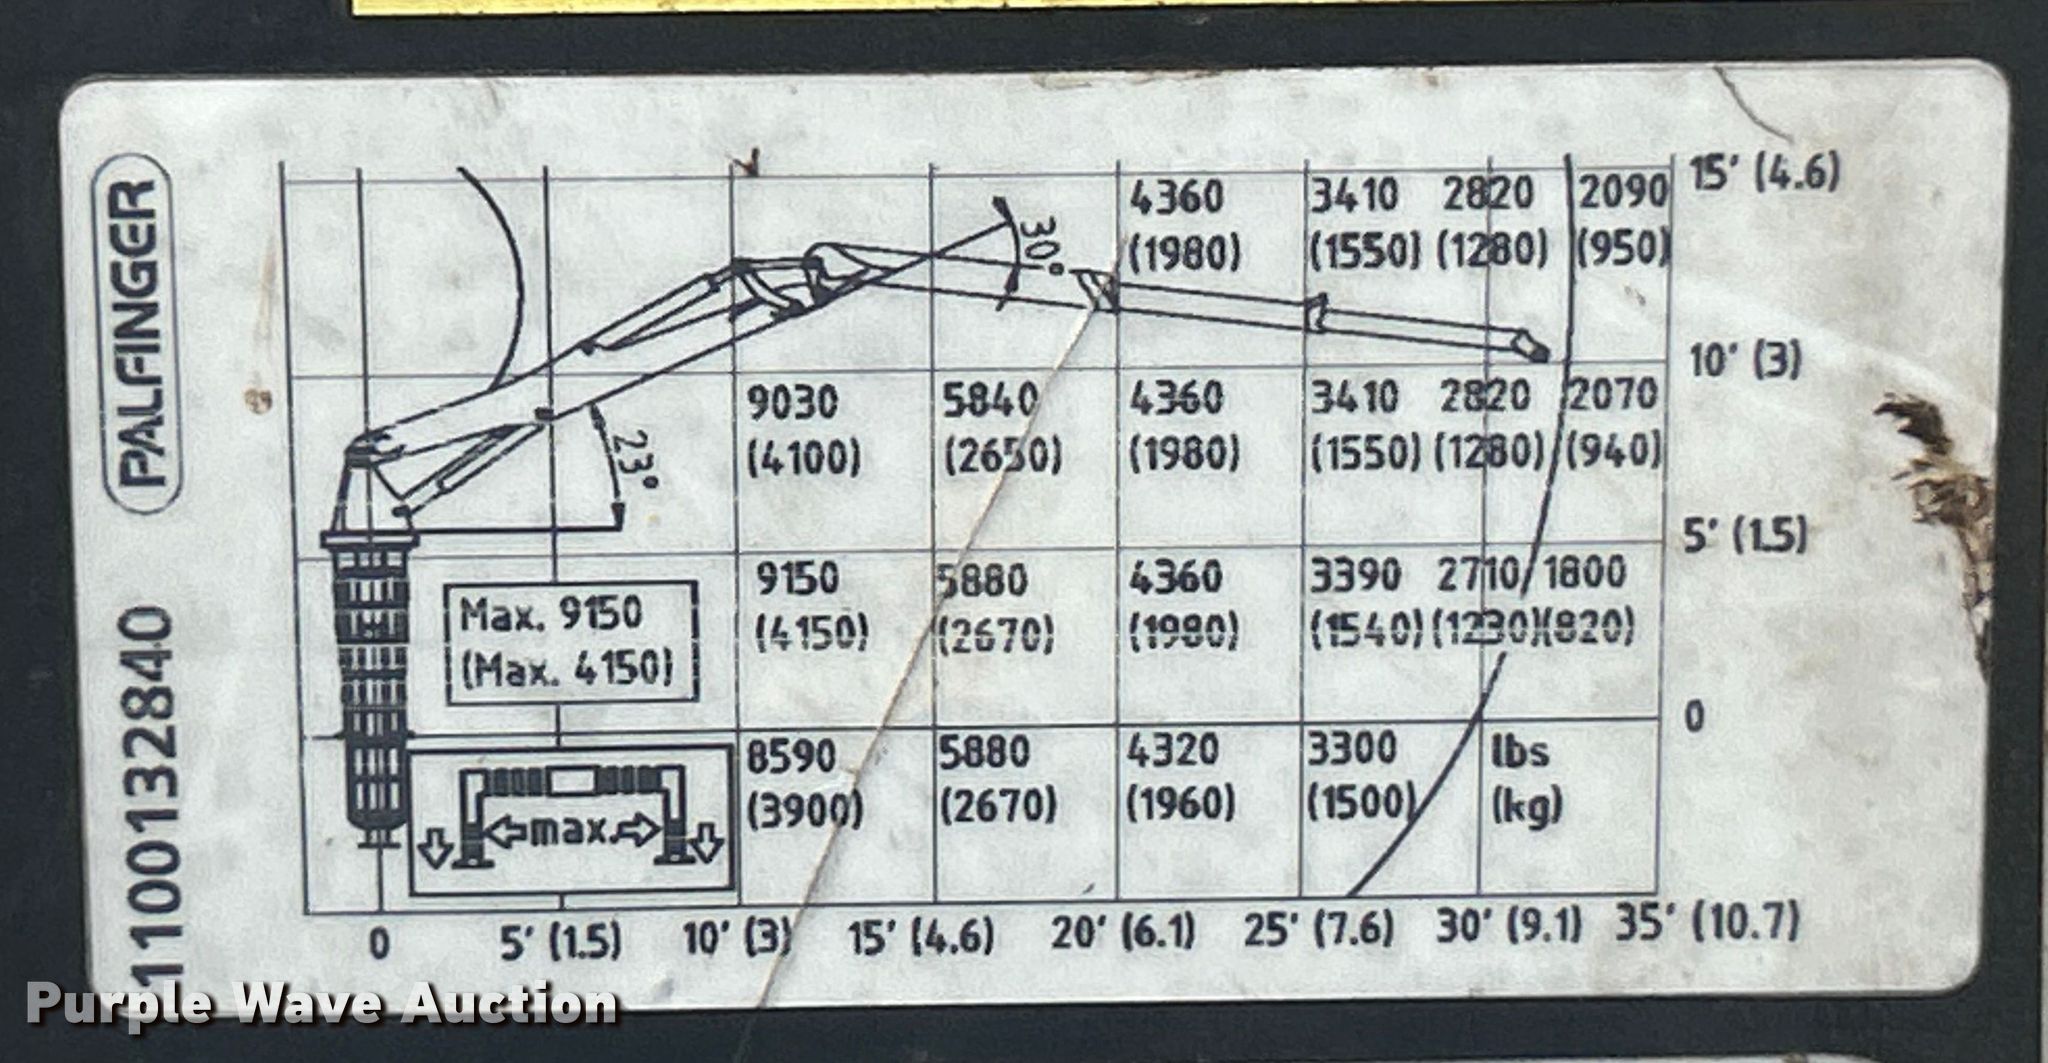 PALFINGER
11001132840
4360 3410 2820 2090 15' (4.6)
(1980) (1550) (1280) (950)
30°
10' (3)
9030 5840 4360 3410 2820 2070
(4100) (2650) (1980) (1550) (1280) (940)
23°
5' (1.5)
9150 5880 4360 3390 2710 1800
(4150) (2670) (1980) (1540) (1230) (820)
Max. 9150
(Max. 4150)
0
8590 5880 4320 3300 lbs
(3900) (2670) (1960) (1500) (kg)
max.
0 5' (1.5) 10' (3) 15' (4.6) 20' (6.1) 25' (7.6) 30' (9.1) 35' (10.7)
Purple Wave Auction